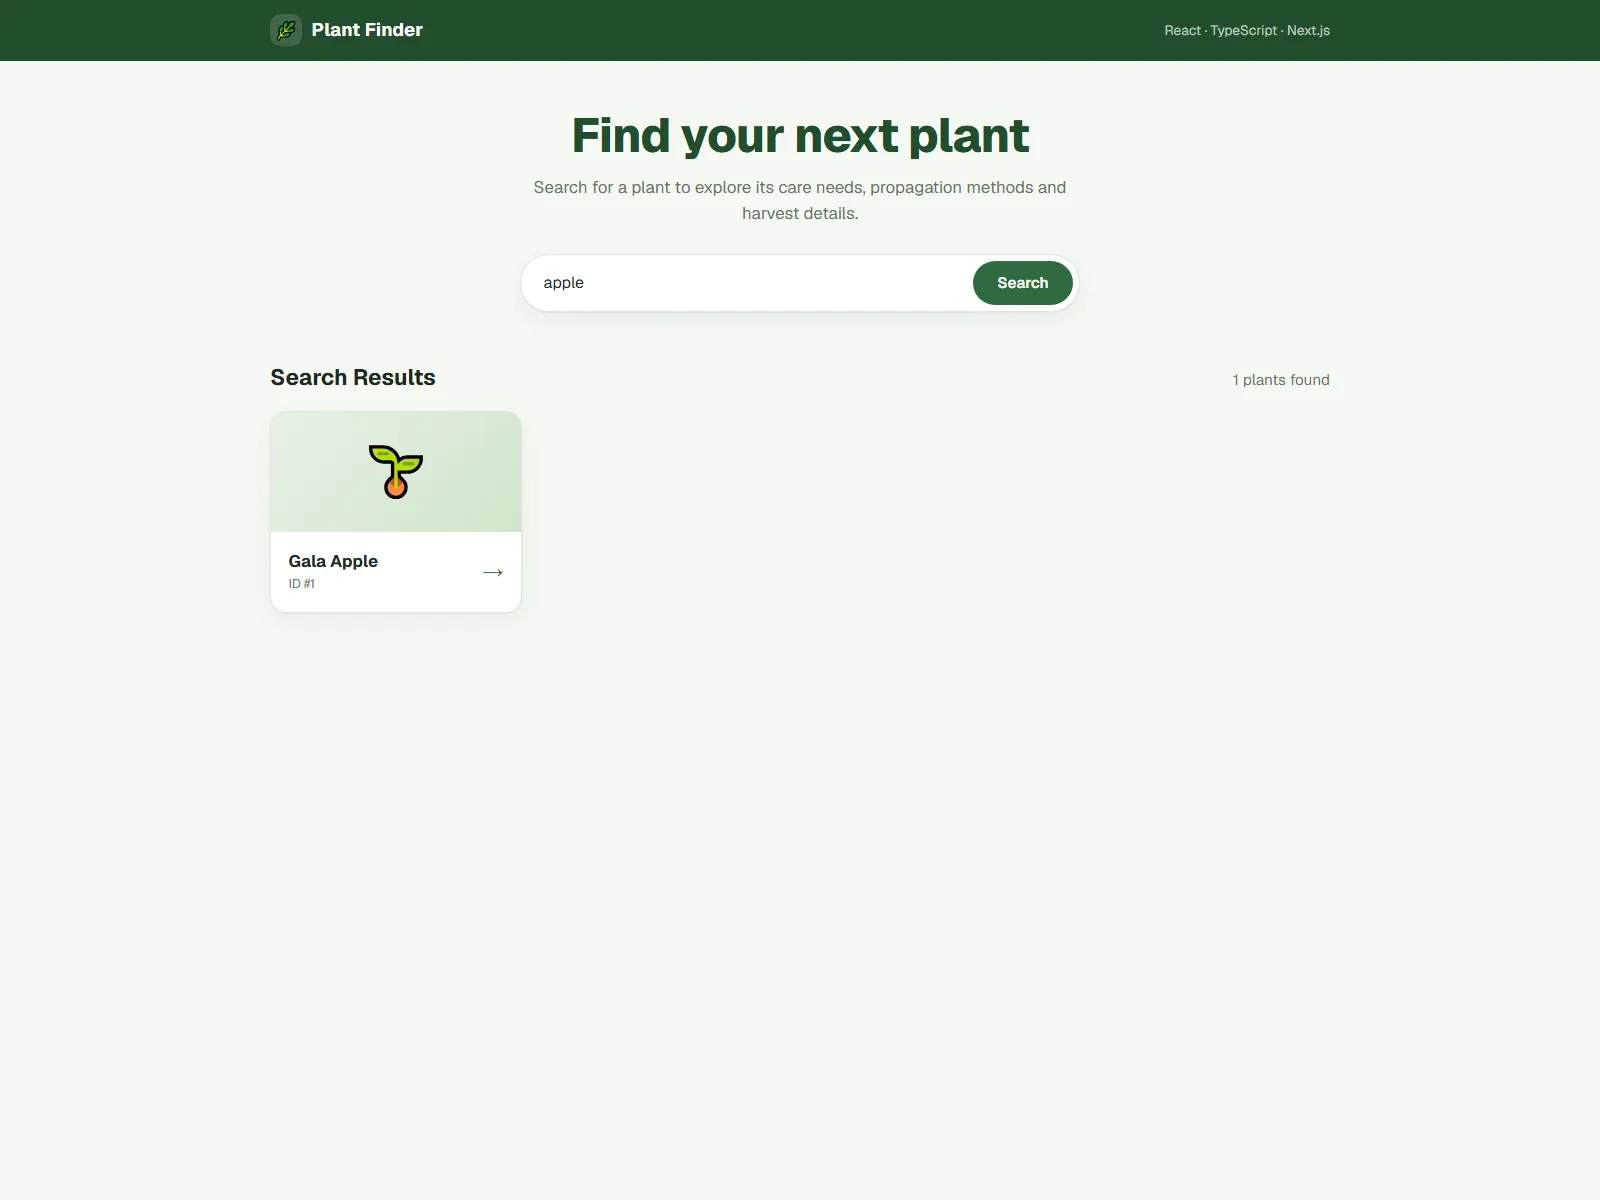 Plant Finder
React · TypeScript · Next.js
Find your next plant
Search for a plant to explore its care needs, propagation methods and
harvest details.
apple
Search
Search Results
1 plants found
Gala Apple
ID #1
→